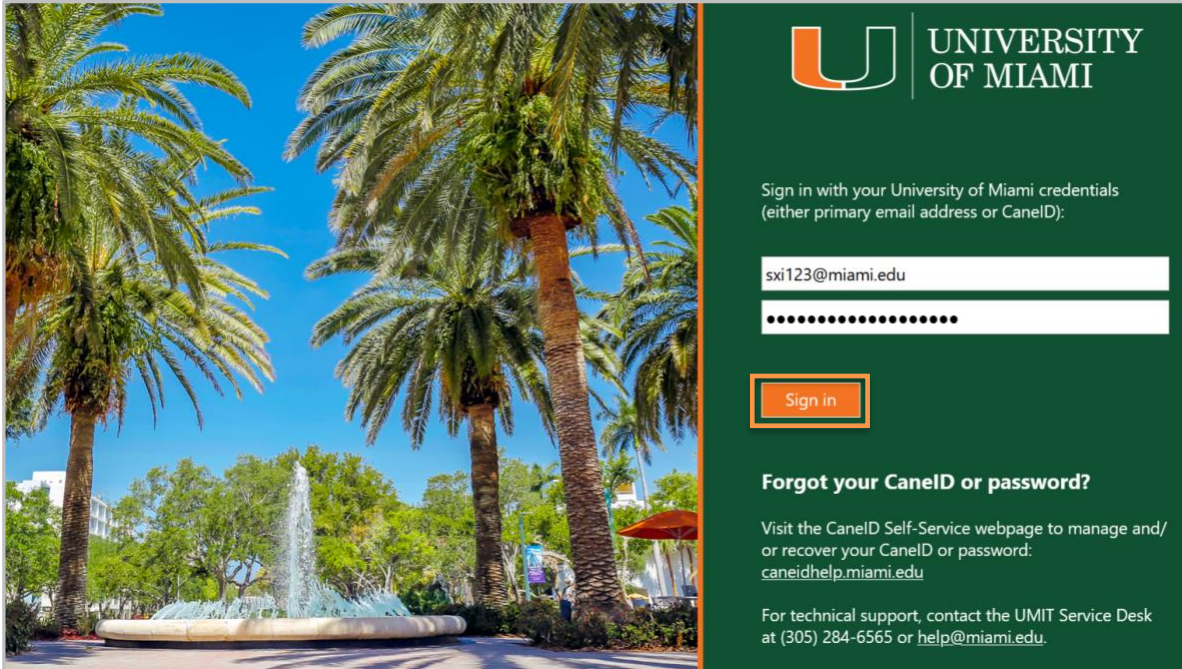 UNIVERSITY
OF MIAMI
Sign in with your University of Miami credentials
(either primary email address or CaneID):
sxi123@miami.edu
●●●●●●●●●●●●●●●●●●●
Sign in
Forgot your CaneID or password?
Visit the CaneID Self-Service webpage to manage and/
or recover your CaneID or password:
caneidhelp.miami.edu
For technical support, contact the UMIT Service Desk
at (305) 284-6565 or help@miami.edu.